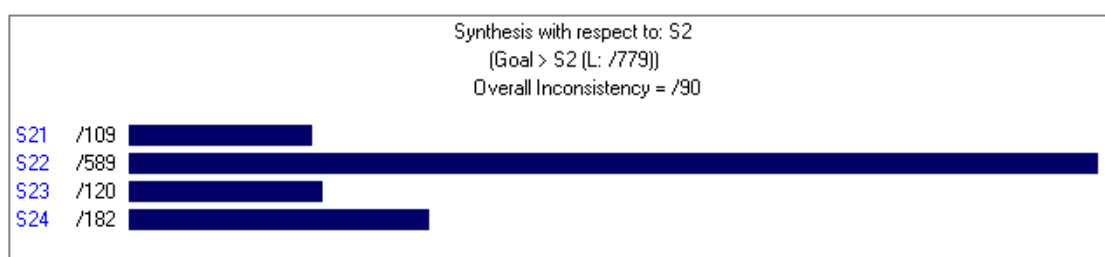 Synthesis with respect to: S2
(Goal > S2 (L: /779))
Overall Inconsistency = /90
S21 /109
S22 /589
S23 /120
S24 /182